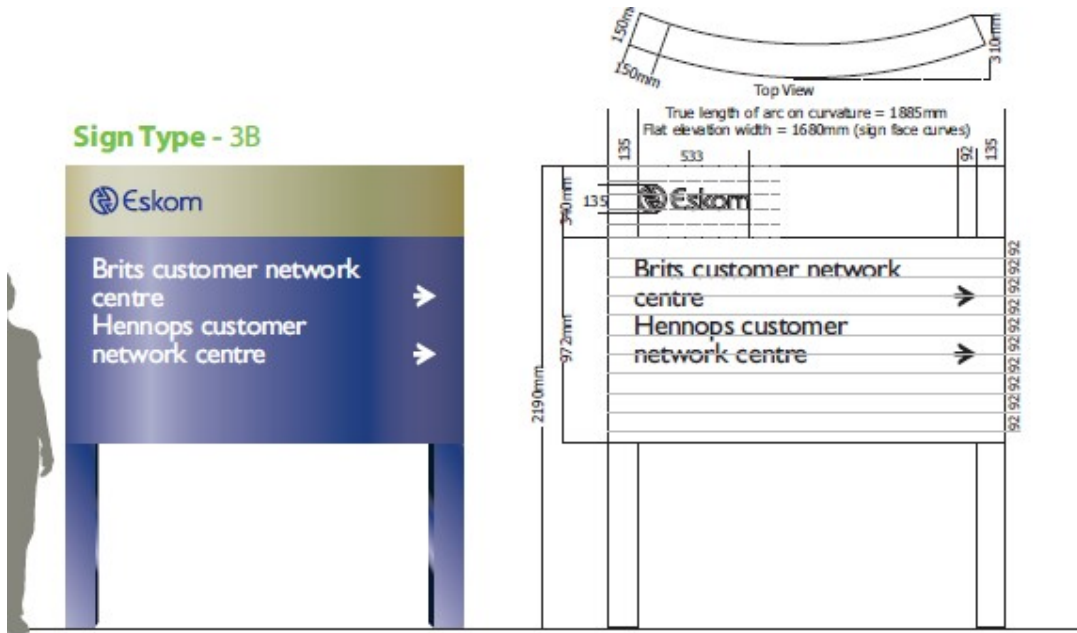 150mm
150mm
310mm
Top View
True length of arc on curvature = 1885mm
Flat elevation width = 1680mm (sign face curves)
Sign Type - 3B
135
533
92
135
Eskom
340mm
135
Eskom
Brits customer network
centre
Hennops customer
network centre
Brits customer network
centre
Hennops customer
network centre
972mm
2190mm
92
92
92
92
92
92
92
92
92
92